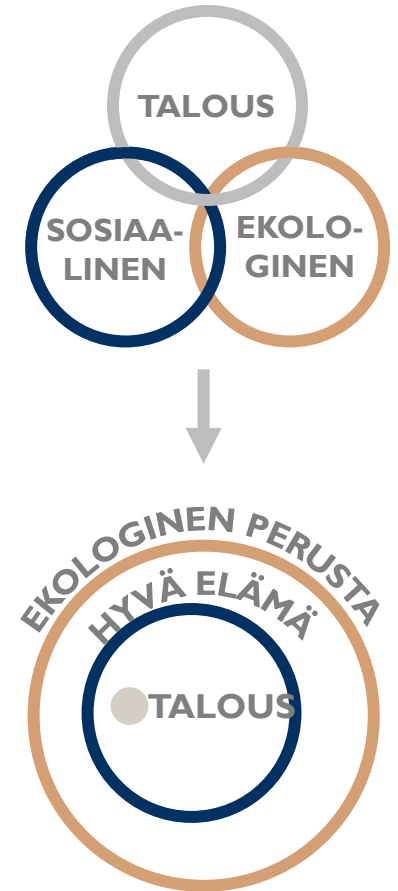 TALOUS
SOSIAA-
LINEN
EKOLO-
GINEN
EKOLOGINEN PERUSTA
HYVÄ ELÄMÄ
TALOUS